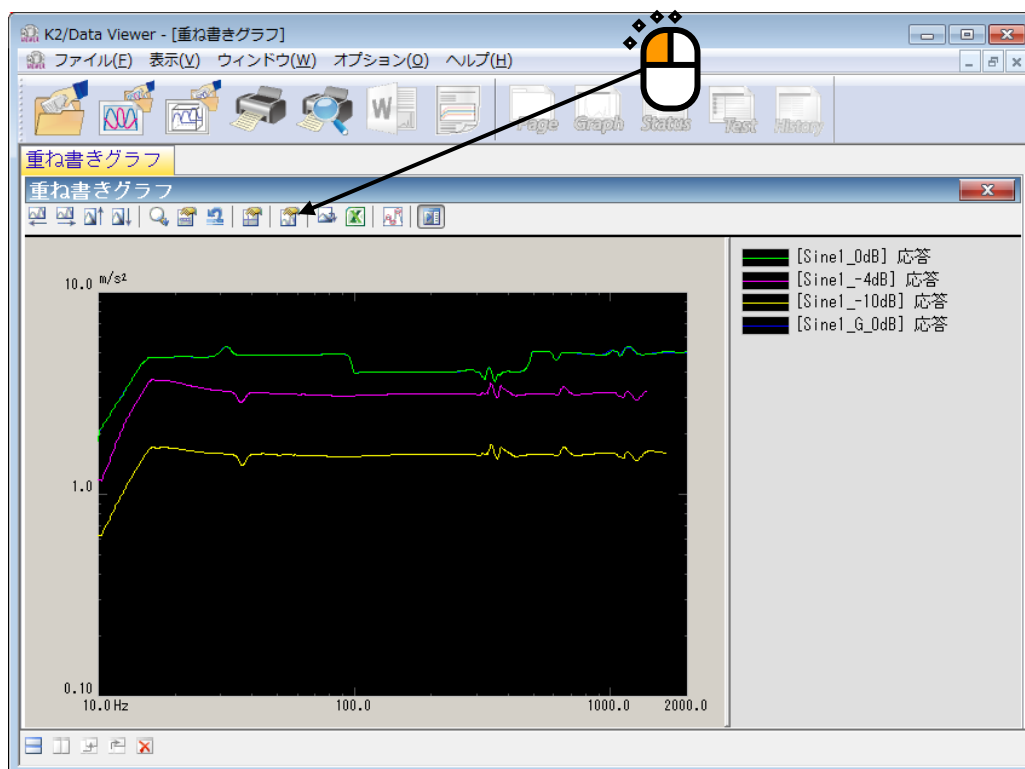 K2/Data Viewer - [重ね書きグラフ]
ファイル(F) 表示(V) ウィンドウ(W) オプション(O) ヘルプ(H)
W
Page Graph Status Test History
重ね書きグラフ
重ね書きグラフ
[Sine1_0dB] 応答
[Sine1_-4dB] 応答
[Sine1_-10dB] 応答
[Sine1_G_0dB] 応答
10.0 m/s²
1.0
0.10
10.0 Hz 100.0 1000.0 2000.0